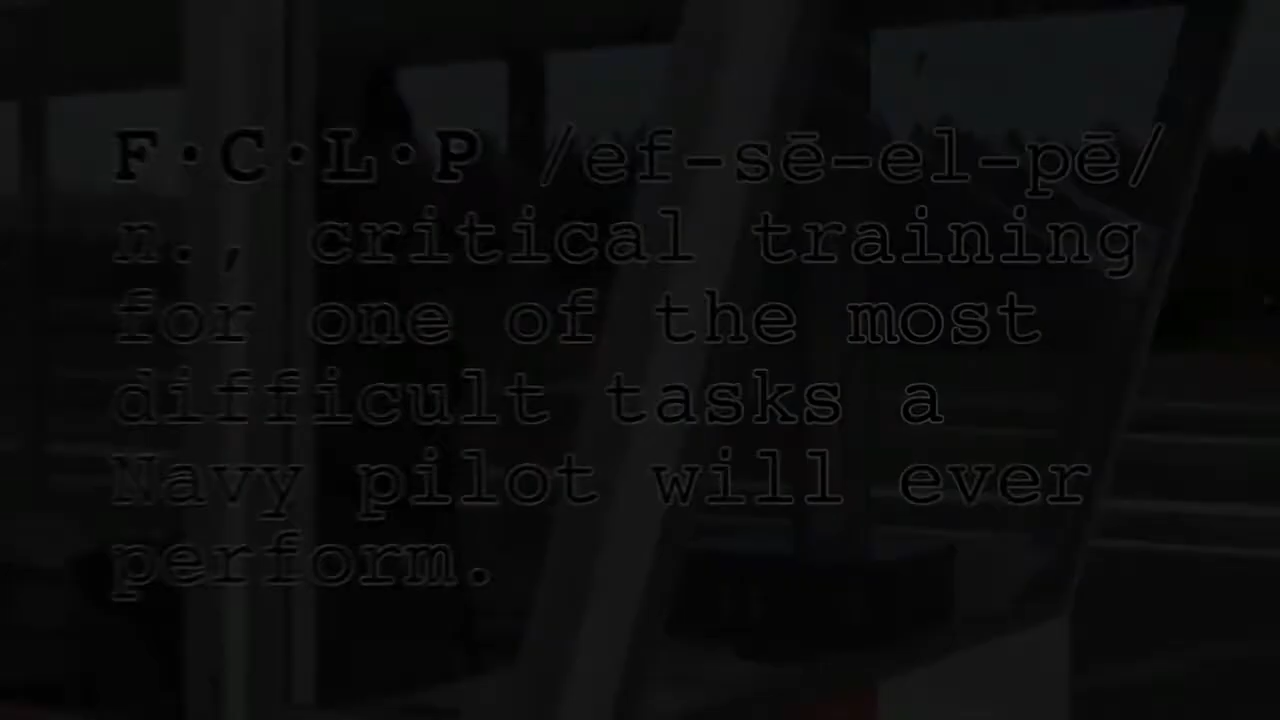 F·C·L·P /ef-sē-el-pē/
n., critical training
for one of the most
difficult tasks a
Navy pilot will ever
perform.